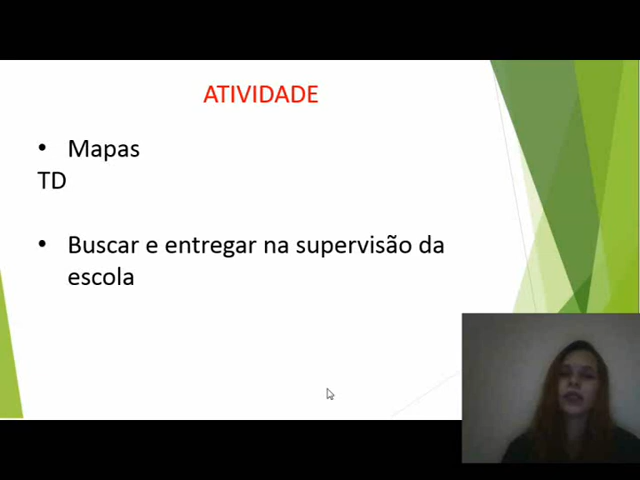 ATIVIDADE
• Mapas
TD
• Buscar e entregar na supervisão da
escola